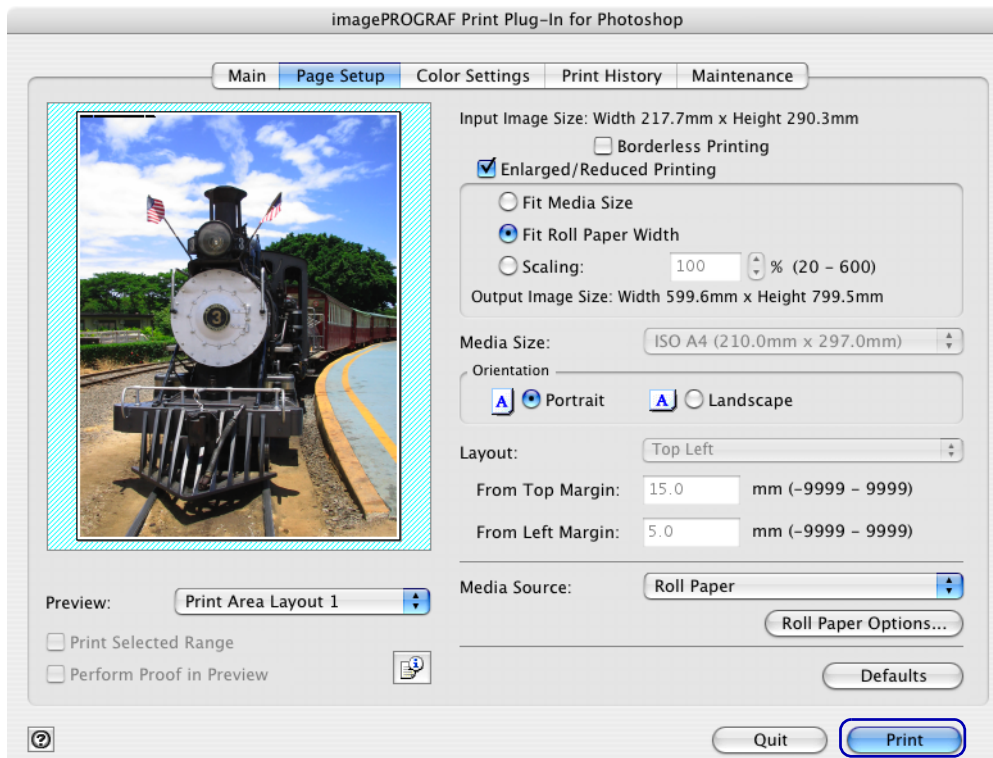 imagePROGRAF Print Plug-In for Photoshop
Main Page Setup Color Settings Print History Maintenance
Input Image Size: Width 217.7mm x Height 290.3mm
Borderless Printing
Enlarged/Reduced Printing
Fit Media Size
Fit Roll Paper Width
Scaling: 100 % (20 – 600)
Output Image Size: Width 599.6mm x Height 799.5mm
Media Size: ISO A4 (210.0mm x 297.0mm)
Orientation
A Portrait A Landscape
Layout: Top Left
From Top Margin: 15.0 mm (-9999 – 9999)
From Left Margin: 5.0 mm (-9999 – 9999)
Media Source: Roll Paper
Roll Paper Options...
Defaults
3
3
Preview: Print Area Layout 1
Print Selected Range
Perform Proof in Preview
? Quit Print